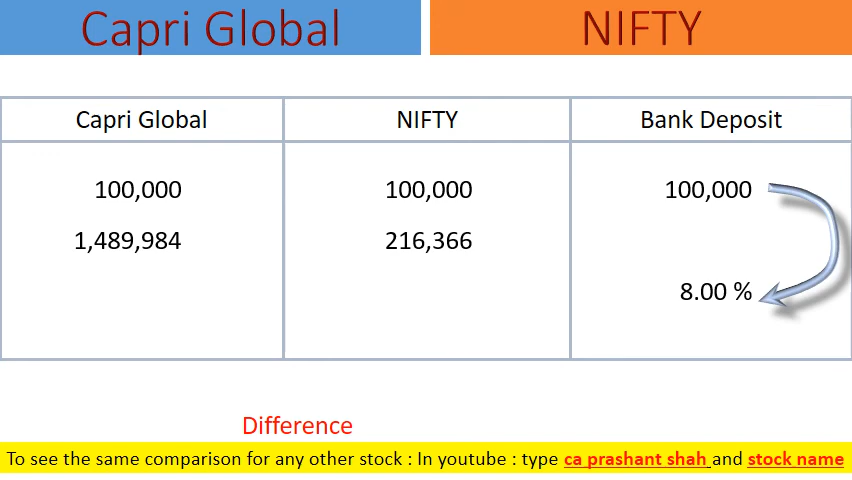 Capri Global NIFTY
Capri Global NIFTY Bank Deposit
100,000 100,000 100,000
1,489,984 216,366
8.00 %
Difference
To see the same comparison for any other stock : In youtube : type ca prashant shah and stock name